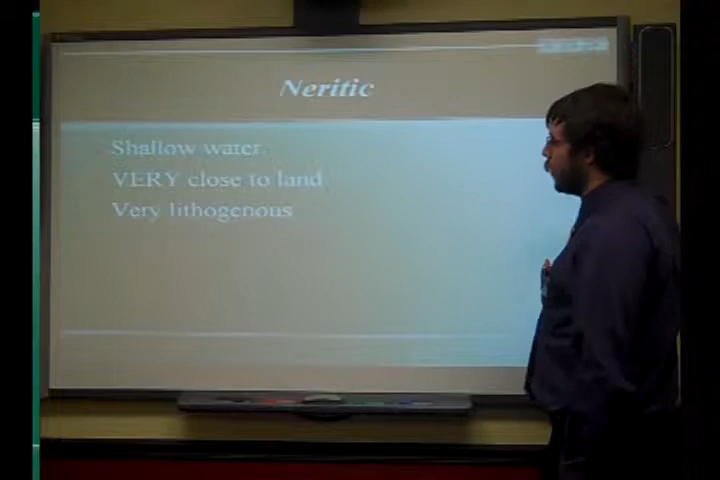 Neritic
Shallow water
VERY close to land
Very lithogenous